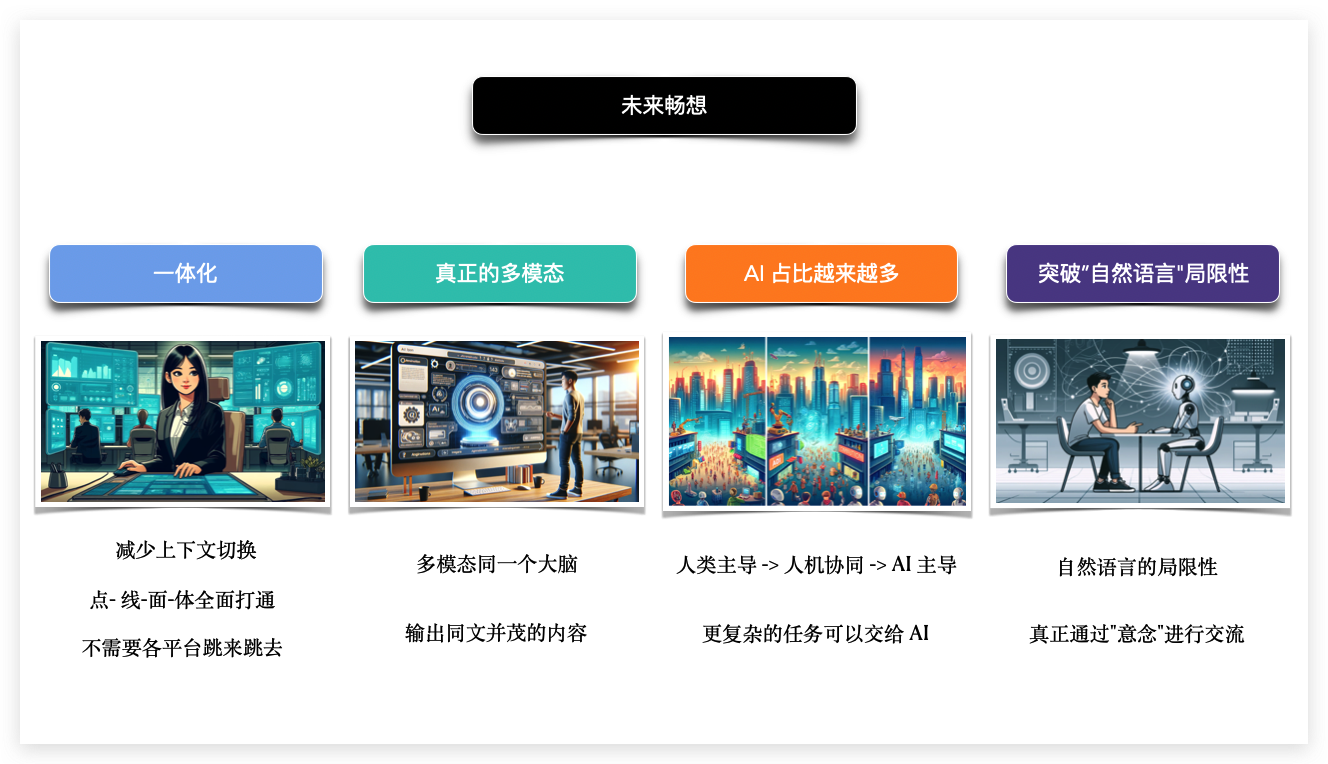 未来畅想
一体化
真正的多模态
AI 占比越来越多
突破"自然语言"局限性
减少上下文切换
点- 线-面-体全面打通
不需要各平台跳来跳去
多模态同一个大脑
输出同文并茂的内容
人类主导 -> 人机协同 -> AI 主导
更复杂的任务可以交给 AI
自然语言的局限性
真正通过"意念"进行交流